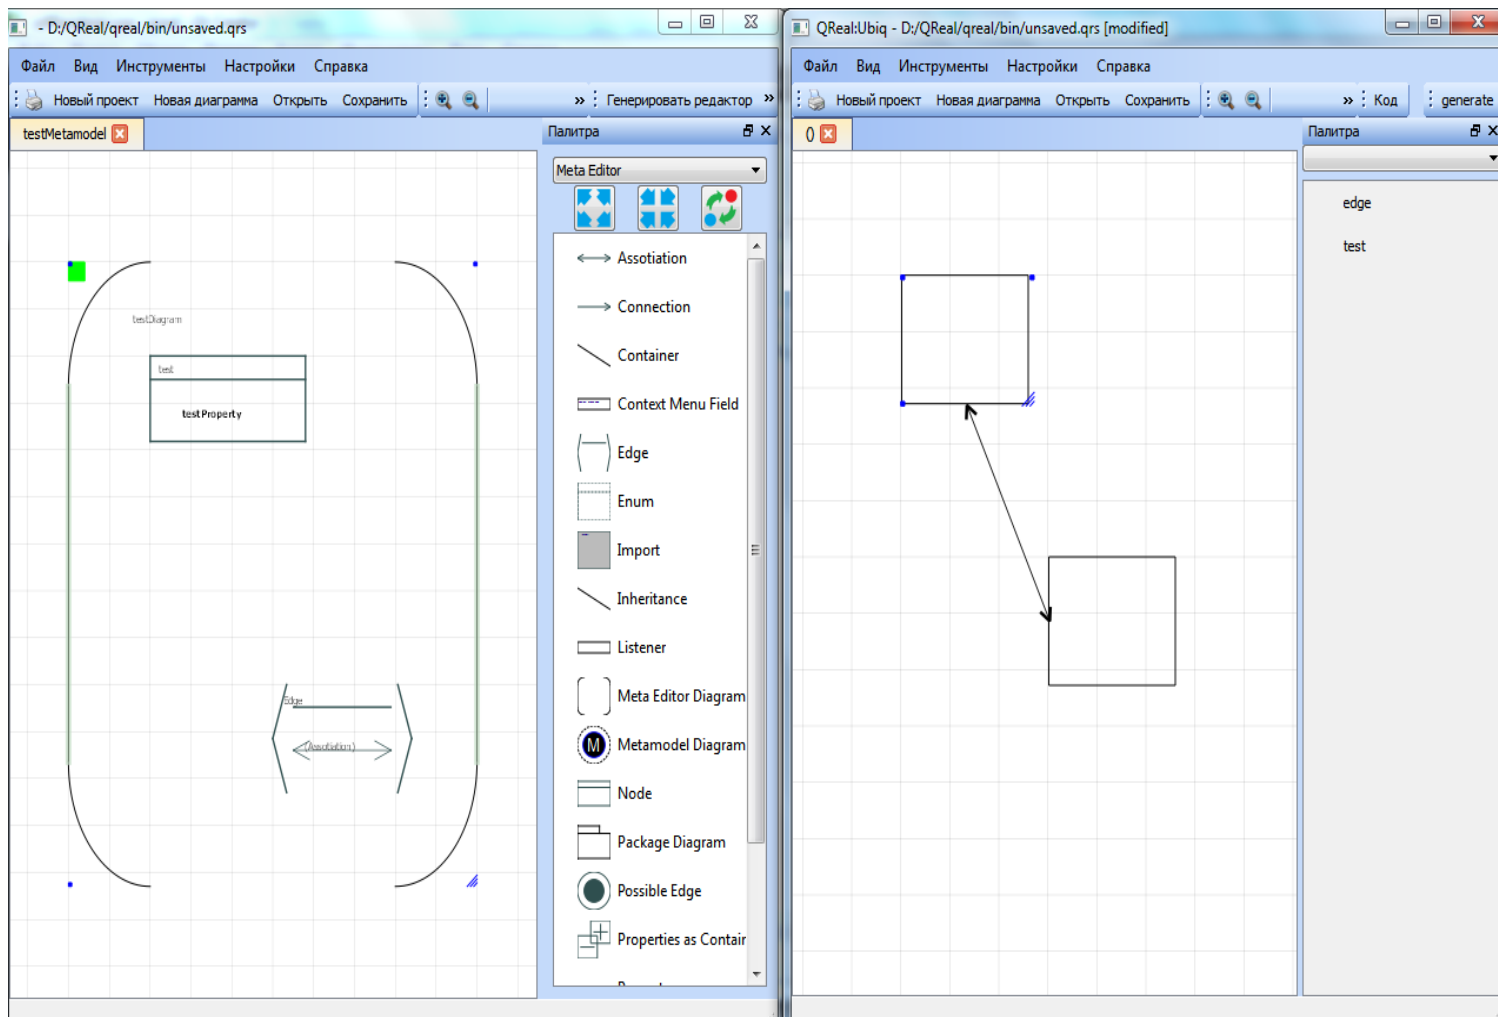 - D:/QReal/qreal/bin/unsaved.qrs
Файл Вид Инструменты Настройки Справка
Новый проект Новая диаграмма Открыть Сохранить » Генерировать редактор »
testMetamodel
Палитра
Meta Editor
testDiagram
test
testProperty
Edge
(Assotiation)
Assotiation
Connection
Container
Context Menu Field
Edge
Enum
Import
Inheritance
Listener
Meta Editor Diagram
M Metamodel Diagram
Node
Package Diagram
Possible Edge
Properties as Contair
QReal:Ubiq - D:/QReal/qreal/bin/unsaved.qrs [modified]
Файл Вид Инструменты Настройки Справка
Новый проект Новая диаграмма Открыть Сохранить » Код generate
()
Палитра
edge
test